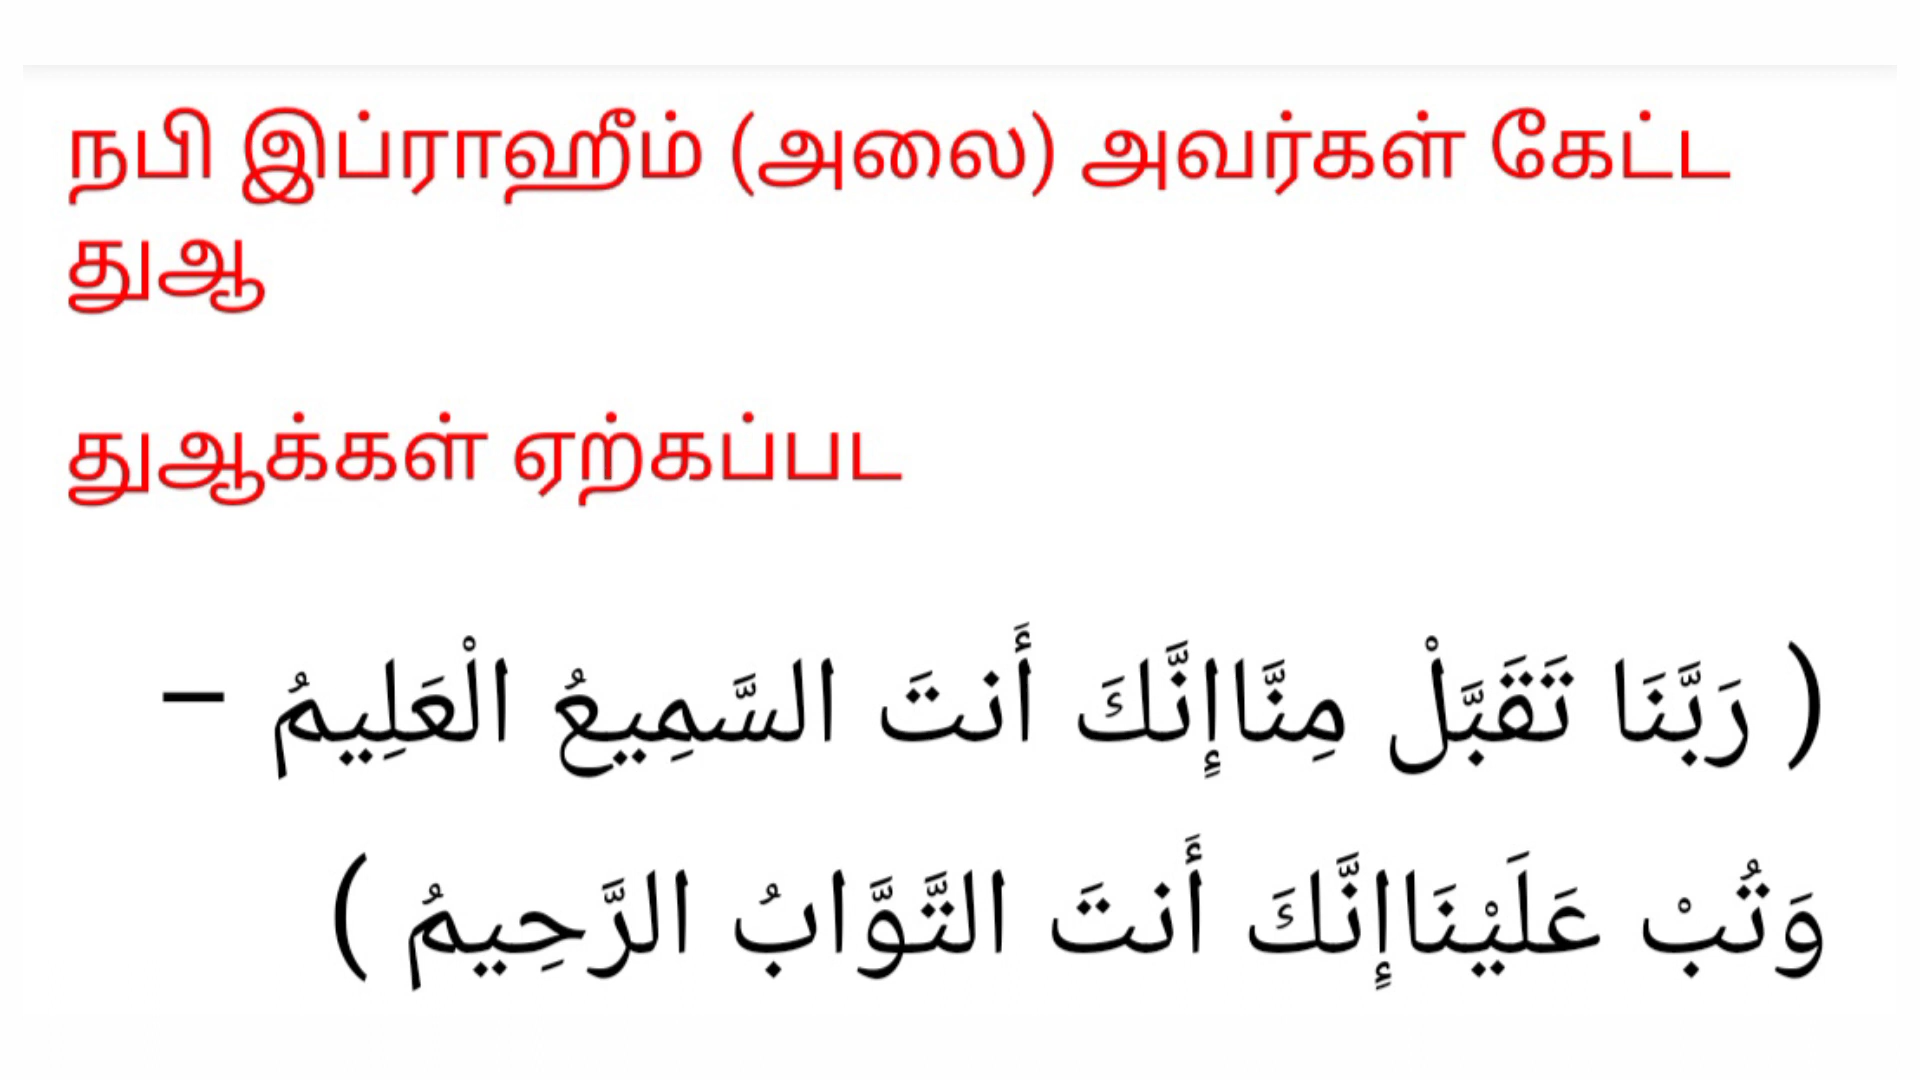 நபி இப்ராஹீம் (அலை) அவர்கள் கேட்ட
துஆ
துஆக்கள் ஏற்கப்பட
( رَبَّنَا تَقَبَّلْ مِنَّاإِنَّكَ أَنتَ السَّمِيعُ الْعَلِيمُ –
وَتُبْ عَلَيْنَاإِنَّكَ أَنتَ التَّوَّابُ الرَّحِيمُ )